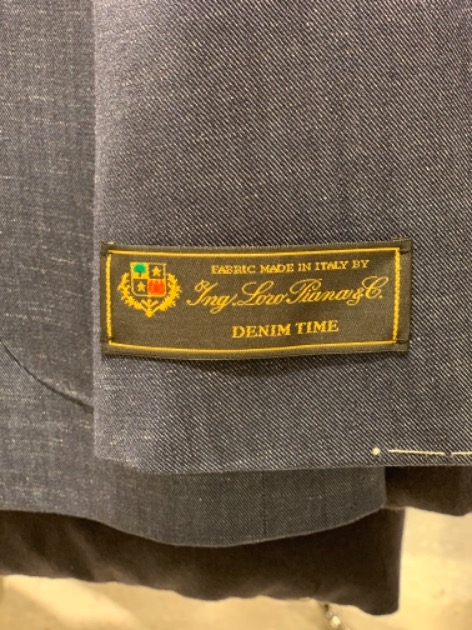 FABRIC MADE IN ITALY BY
Ing. Loro Piana & C.
DENIM TIME